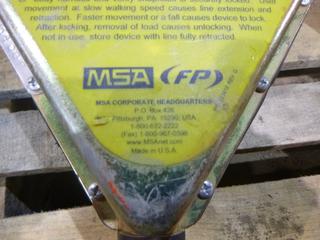 movement at slow walking speed causes line extension and
retraction. Faster movement or a fall causes device to lock.
After locking, removal of load causes unlocking. When
not in use, store device with line fully retracted.
MSA (FP)
MSA CORPORATE HEADQUARTERS
P.O. Box 426
Pittsburgh, PA 15230, USA
1-800-672-2222
(Fax) 1-800-967-0398
www.MSAnet.com
Made in U.S.A.